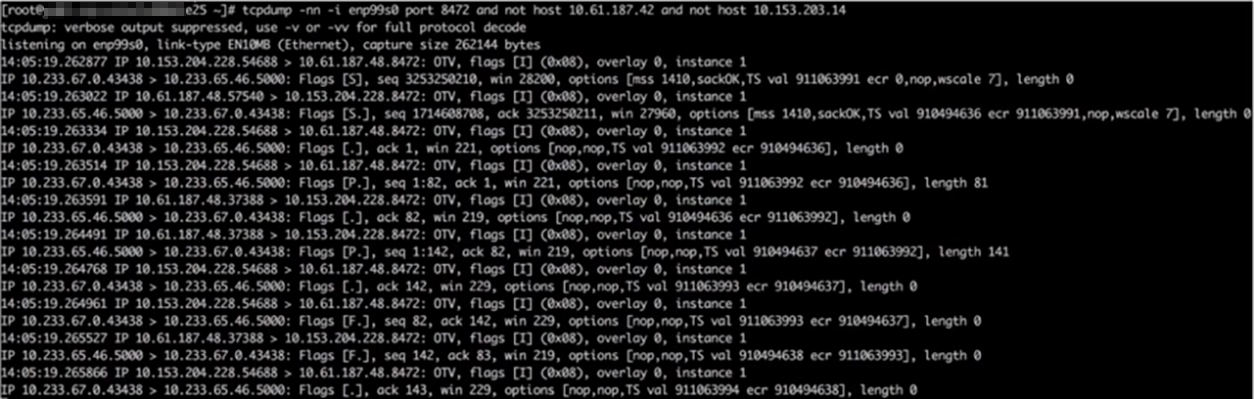 [root@ e25 ~]# tcpdump -nn -i enp99s0 port 8472 and not host 10.61.187.42 and not host 10.153.203.14
tcpdump: verbose output suppressed, use -v or -vv for full protocol decode
listening on enp99s0, link-type EN10MB (Ethernet), capture size 262144 bytes
14:05:19.262877 IP 10.153.204.228.54688 > 10.61.187.48.8472: OTV, flags [I] (0x08), overlay 0, instance 1
IP 10.233.67.0.43438 > 10.233.65.46.5000: Flags [S], seq 3253250210, win 28200, options [mss 1410,sackOK,TS val 911063991 ecr 0,nop,wscale 7], length 0
14:05:19.263022 IP 10.61.187.48.57540 > 10.153.204.228.8472: OTV, flags [I] (0x08), overlay 0, instance 1
IP 10.233.65.46.5000 > 10.233.67.0.43438: Flags [S.], seq 1714608708, ack 3253250211, win 27960, options [mss 1410,sackOK,TS val 910494636 ecr 911063991,nop,wscale 7], length 0
14:05:19.263334 IP 10.153.204.228.54688 > 10.61.187.48.8472: OTV, flags [I] (0x08), overlay 0, instance 1
IP 10.233.67.0.43438 > 10.233.65.46.5000: Flags [.], ack 1, win 221, options [nop,nop,TS val 911063992 ecr 910494636], length 0
14:05:19.263514 IP 10.153.204.228.54688 > 10.61.187.48.8472: OTV, flags [I] (0x08), overlay 0, instance 1
IP 10.233.67.0.43438 > 10.233.65.46.5000: Flags [P.], seq 1:82, ack 1, win 221, options [nop,nop,TS val 911063992 ecr 910494636], length 81
14:05:19.263591 IP 10.61.187.48.37388 > 10.153.204.228.8472: OTV, flags [I] (0x08), overlay 0, instance 1
IP 10.233.65.46.5000 > 10.233.67.0.43438: Flags [.], ack 82, win 219, options [nop,nop,TS val 910494636 ecr 911063992], length 0
14:05:19.264491 IP 10.61.187.48.37388 > 10.153.204.228.8472: OTV, flags [I] (0x08), overlay 0, instance 1
IP 10.233.65.46.5000 > 10.233.67.0.43438: Flags [P.], seq 1:142, ack 82, win 219, options [nop,nop,TS val 910494637 ecr 911063992], length 141
14:05:19.264768 IP 10.153.204.228.54688 > 10.61.187.48.8472: OTV, flags [I] (0x08), overlay 0, instance 1
IP 10.233.67.0.43438 > 10.233.65.46.5000: Flags [.], ack 142, win 229, options [nop,nop,TS val 911063993 ecr 910494637], length 0
14:05:19.264961 IP 10.153.204.228.54688 > 10.61.187.48.8472: OTV, flags [I] (0x08), overlay 0, instance 1
IP 10.233.67.0.43438 > 10.233.65.46.5000: Flags [F.], seq 82, ack 142, win 229, options [nop,nop,TS val 911063993 ecr 910494637], length 0
14:05:19.265527 IP 10.61.187.48.37388 > 10.153.204.228.8472: OTV, flags [I] (0x08), overlay 0, instance 1
IP 10.233.65.46.5000 > 10.233.67.0.43438: Flags [F.], seq 142, ack 83, win 219, options [nop,nop,TS val 910494638 ecr 911063993], length 0
14:05:19.265866 IP 10.153.204.228.54688 > 10.61.187.48.8472: OTV, flags [I] (0x08), overlay 0, instance 1
IP 10.233.67.0.43438 > 10.233.65.46.5000: Flags [.], ack 143, win 229, options [nop,nop,TS val 911063994 ecr 910494638], length 0